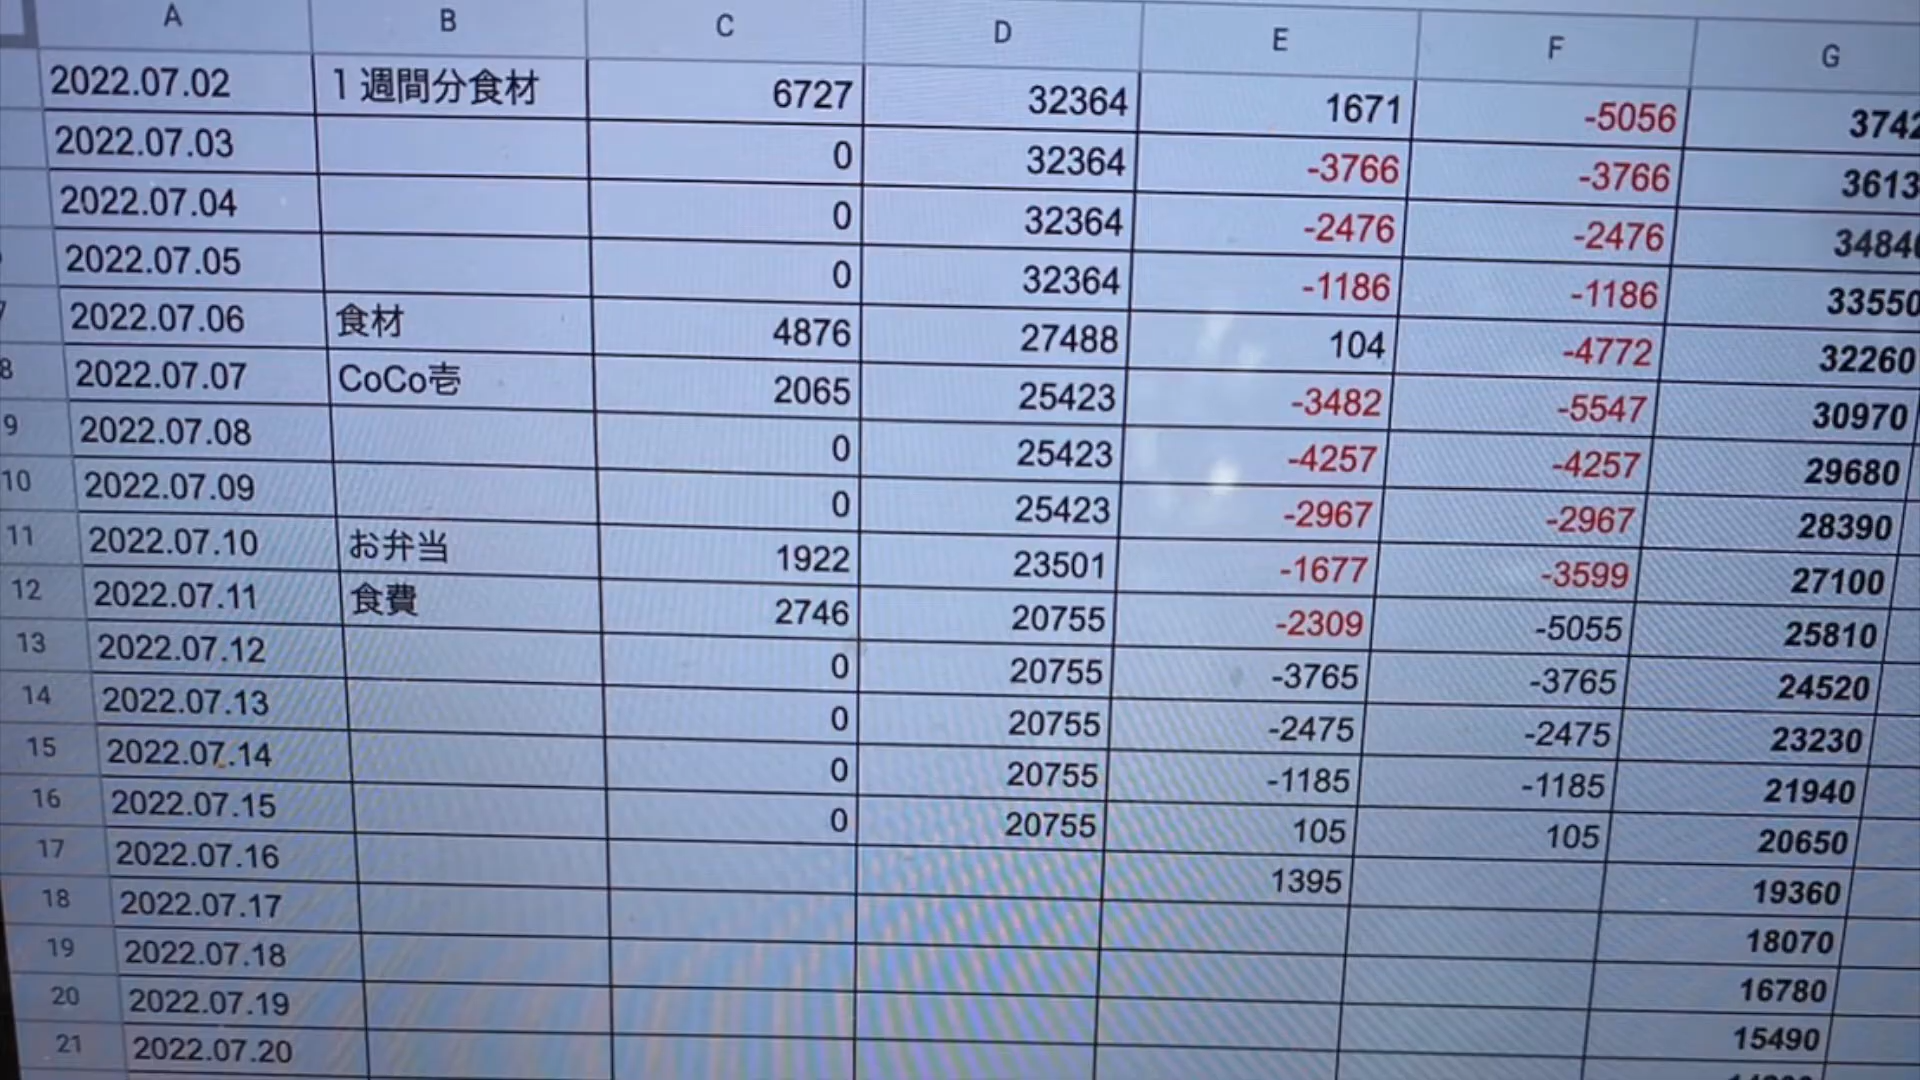 A B C D E F G
2022.07.02 1週間分食材 6727 32364 1671 -5056
2022.07.03 0 32364 -3766 -3766
2022.07.04 0 32364 -2476 -2476
2022.07.05 0 32364 -1186 -1186 33550
2022.07.06 食材 4876 27488 104 -4772 32260
8 2022.07.07 CoCo壱 2065 25423 -3482 -5547 30970
9 2022.07.08 0 25423 -4257 -4257 29680
10 2022.07.09 0 25423 -2967 -2967 28390
11 2022.07.10 お弁当 1922 23501 -1677 -3599 27100
12 2022.07.11 食費 2746 20755 -2309 -5055 25810
13 2022.07.12 0 20755 -3765 -3765 24520
14 2022.07.13 0 20755 -2475 -2475 23230
15 2022.07.14 0 20755 -1185 -1185 21940
16 2022.07.15 0 20755 105 105 20650
17 2022.07.16 1395 19360
18 2022.07.17 18070
19 2022.07.18 16780
20 2022.07.19 15490
21 2022.07.20